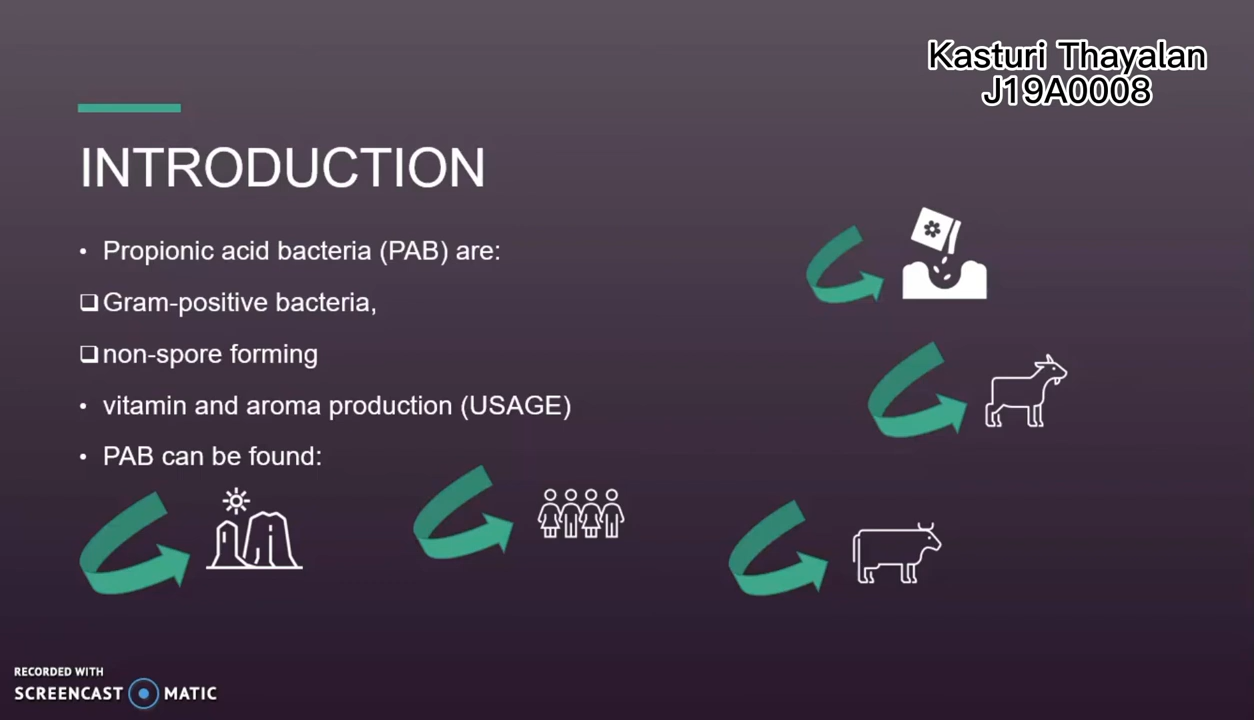 Kasturi Thayalan
J19A0008
INTRODUCTION
• Propionic acid bacteria (PAB) are:
❑ Gram-positive bacteria,
❑ non-spore forming
• vitamin and aroma production (USAGE)
• PAB can be found:
RECORDED WITH
SCREENCAST MATIC